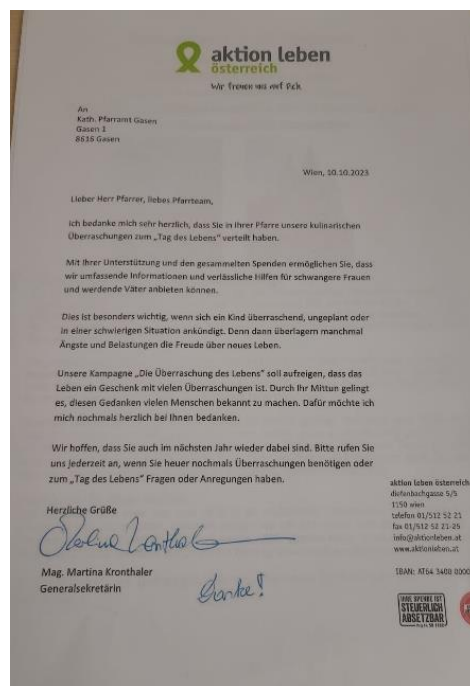 aktion leben
österreich
Wir freuen uns auf Dich.
An
Kath. Pfarramt Gasen
Gasen 1
8616 Gasen
Wien, 10.10.2023
Lieber Herr Pfarrer, liebes Pfarrteam,
ich bedanke mich sehr herzlich, dass Sie in Ihrer Pfarre unsere kulinarischen
Überraschungen zum „Tag des Lebens“ verteilt haben.
Mit Ihrer Unterstützung und den gesammelten Spenden ermöglichen Sie, dass
wir umfassende Informationen und verlässliche Hilfen für schwangere Frauen
und werdende Väter anbieten können.
Dies ist besonders wichtig, wenn sich ein Kind überraschend, ungeplant oder
in einer schwierigen Situation ankündigt. Denn dann überlagern manchmal
Ängste und Belastungen die Freude über neues Leben.
Unsere Kampagne „Die Überraschung des Lebens“ soll aufzeigen, dass das
Leben ein Geschenk mit vielen Überraschungen ist. Durch Ihr Mittun gelingt
es, diesen Gedanken vielen Menschen bekannt zu machen. Dafür möchte ich
mich nochmals herzlich bei Ihnen bedanken.
Wir hoffen, dass Sie auch im nächsten Jahr wieder dabei sind. Bitte rufen Sie
uns jederzeit an, wenn Sie heuer nochmals Überraschungen benötigen oder
zum „Tag des Lebens“ Fragen oder Anregungen haben.
Herzliche Grüße
Martina Kronthaler
Mag. Martina Kronthaler
Generalsekretärin
Danke!
aktion leben österreich
diefenbachgasse 5/5
1150 wien
telefon 01/512 52 21
fax 01/512 52 21-25
info@aktionleben.at
www.aktionleben.at
IBAN: AT64 3400 0000
IHRE SPENDE IST
STEUERLICH
ABSETZBAR